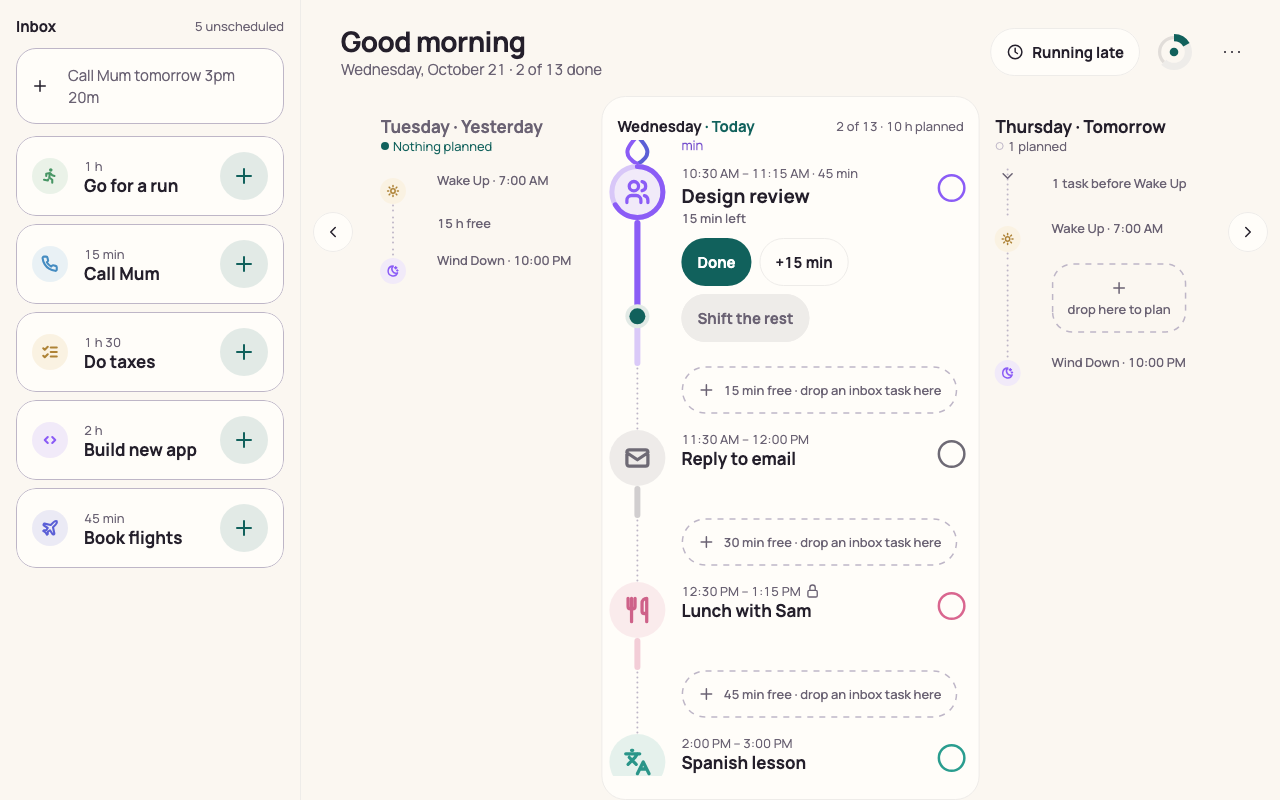 Inbox
5 unscheduled
Call Mum tomorrow 3pm
20m
1 h
Go for a run
15 min
Call Mum
1 h 30
Do taxes
2 h
Build new app
45 min
Book flights
Good morning
Wednesday, October 21 · 2 of 13 done
Running late
Tuesday · Yesterday
Nothing planned
Wake Up · 7:00 AM
15 h free
Wind Down · 10:00 PM
Wednesday · Today
2 of 13 · 10 h planned
min
10:30 AM – 11:15 AM · 45 min
Design review
15 min left
Done
+15 min
Shift the rest
15 min free · drop an inbox task here
11:30 AM – 12:00 PM
Reply to email
30 min free · drop an inbox task here
12:30 PM – 1:15 PM
Lunch with Sam
45 min free · drop an inbox task here
2:00 PM – 3:00 PM
Spanish lesson
Thursday · Tomorrow
1 planned
1 task before Wake Up
Wake Up · 7:00 AM
drop here to plan
Wind Down · 10:00 PM